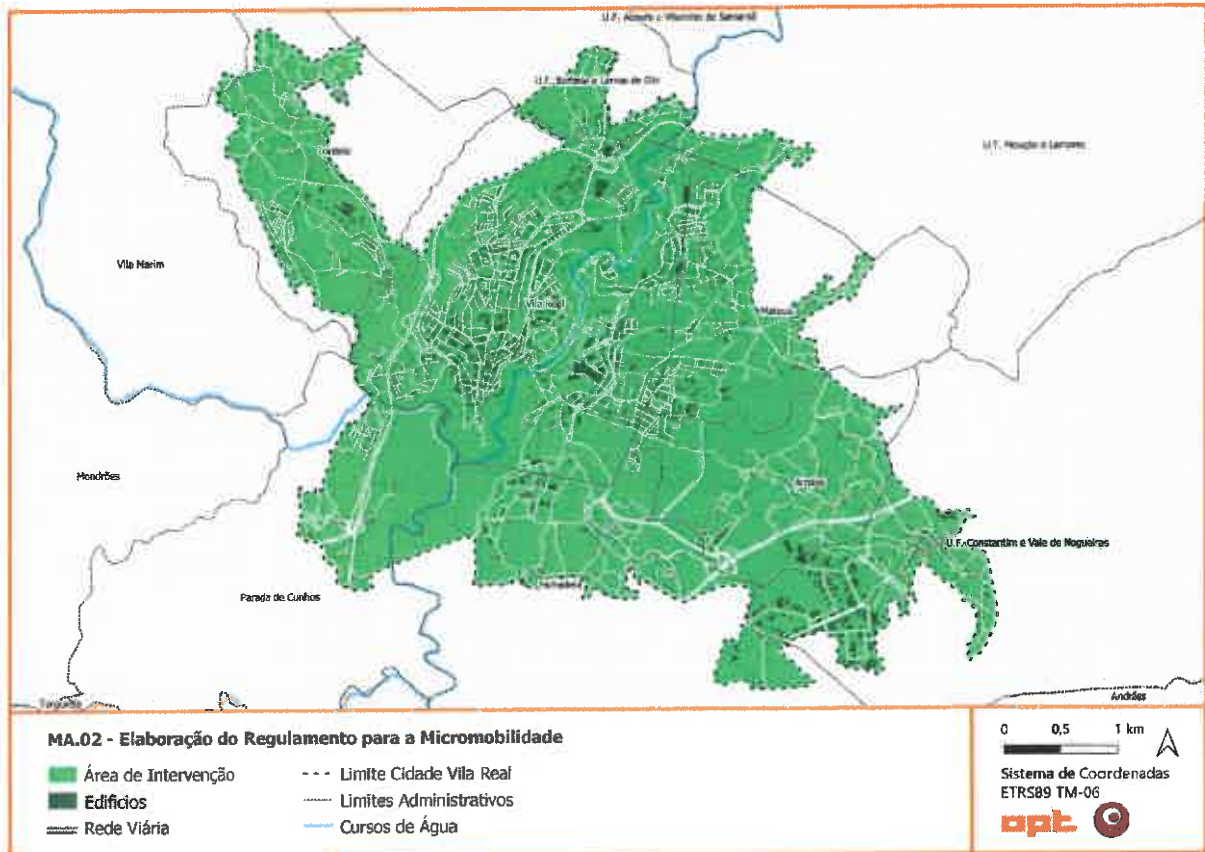 U.F. Adoufe e Vilarinho de Samardã
U.F. Borbela e Lamas de Olo
Lordelo
U.F. Mouçós e Lamares
Vila Marim
Vila Real
Mateus
Mondrões
Arroios
U.F. Constantim e Vale de Nogueiras
Parada de Cunhos
Folhadela
Torgueda
Andrães
MA.02 - Elaboração do Regulamento para a Micromobilidade
Área de Intervenção
Edifícios
Rede Viária
Limite Cidade Vila Real
Limites Administrativos
Cursos de Água
0 0,5 1 km
Sistema de Coordenadas
ETRS89 TM-06
opt